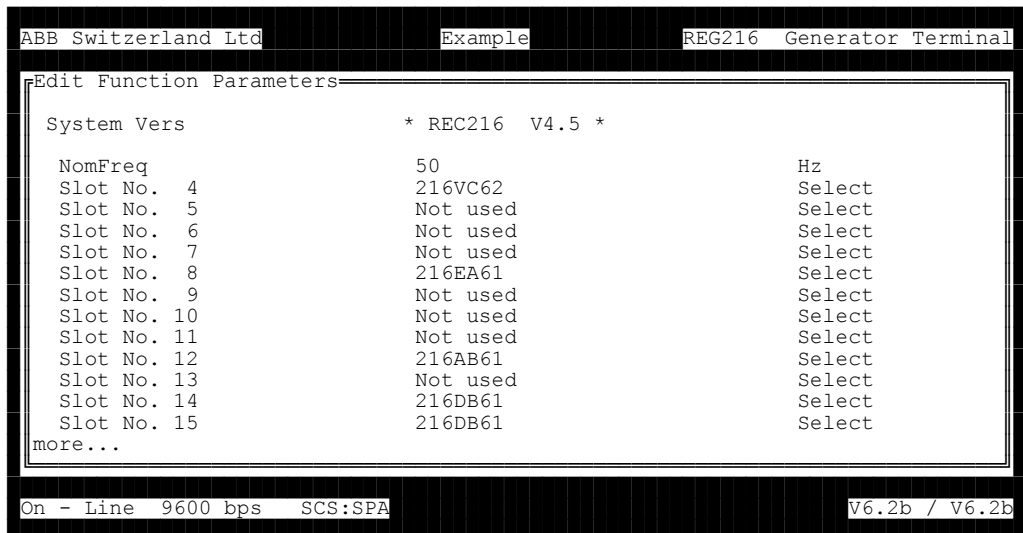 ABB Switzerland Ltd Example REG216 Generator Terminal
Edit Function Parameters
System Vers * REC216 V4.5 *
NomFreq 50 Hz
Slot No. 4 216VC62 Select
Slot No. 5 Not used Select
Slot No. 6 Not used Select
Slot No. 7 Not used Select
Slot No. 8 216EA61 Select
Slot No. 9 Not used Select
Slot No. 10 Not used Select
Slot No. 11 Not used Select
Slot No. 12 216AB61 Select
Slot No. 13 Not used Select
Slot No. 14 216DB61 Select
Slot No. 15 216DB61 Select
more...
On - Line 9600 bps SCS:SPA V6.2b / V6.2b